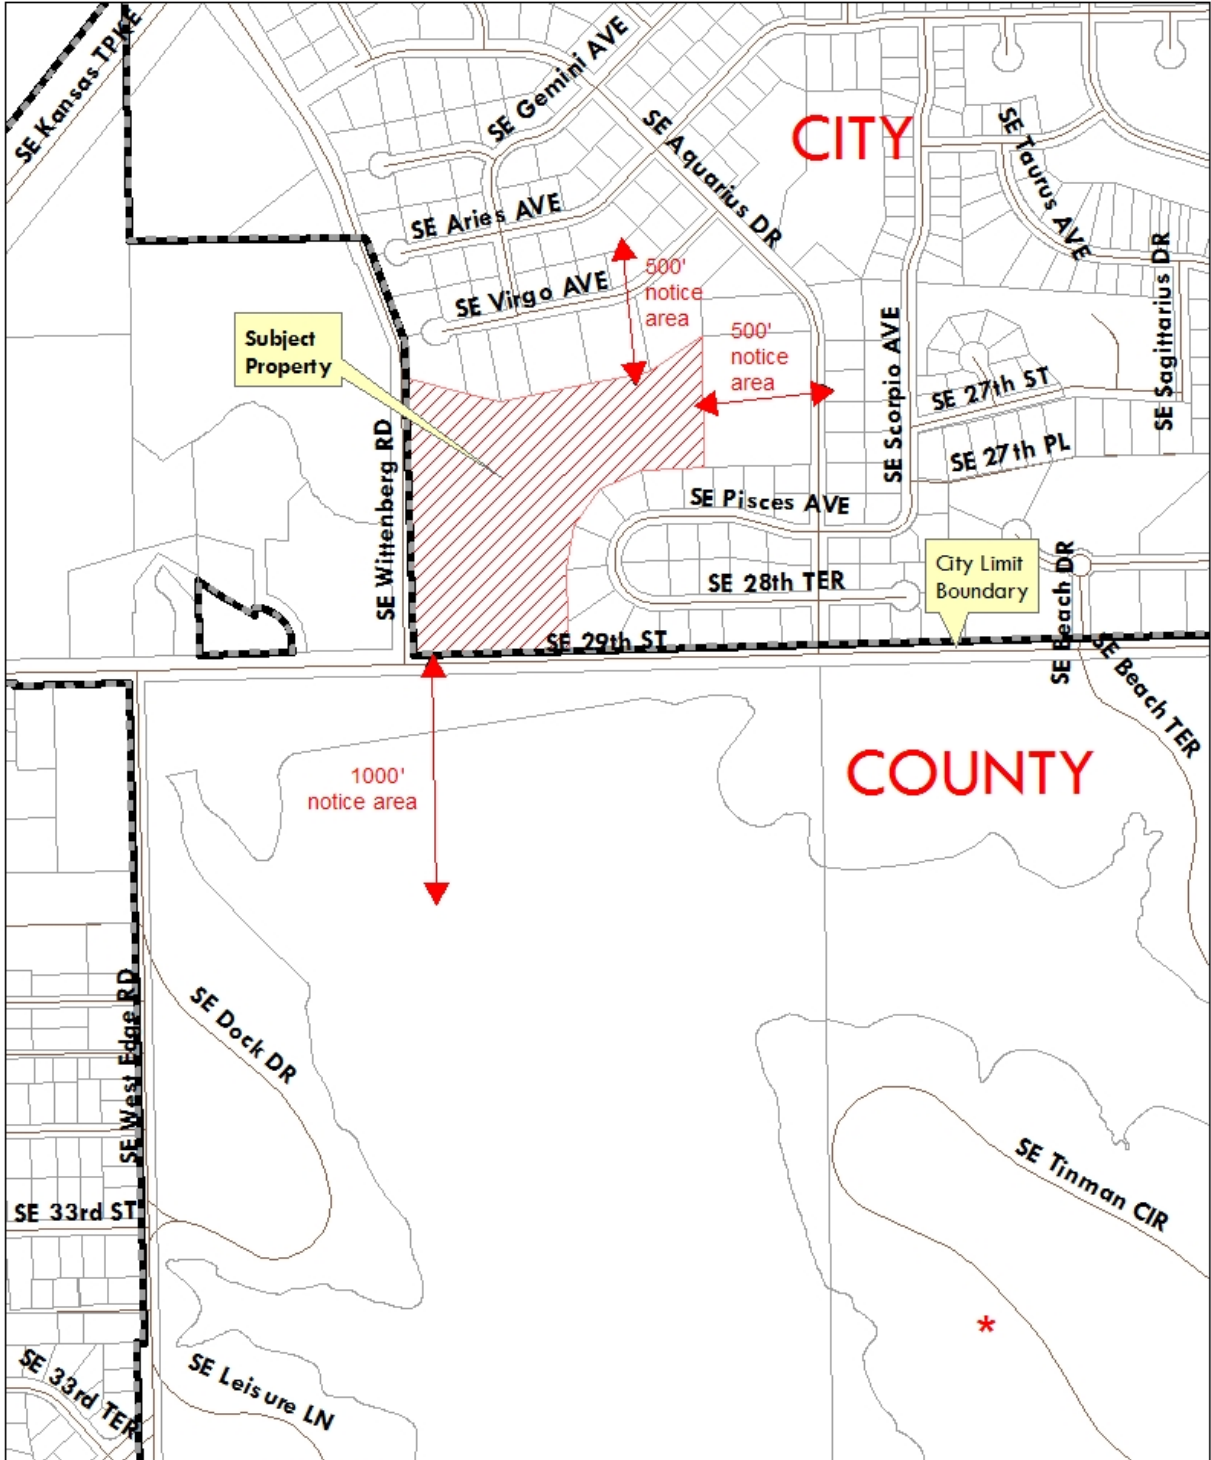 SE Kansas TPKE
SE Gemini AVE
SE Aquarius DR
CITY
SE Taurus AVE
SE Aries AVE
SE Sagittarius DR
SE Virgo AVE
500'
notice
area
500'
notice
area
Subject
Property
SE Scorpio AVE
SE 27th ST
SE 27th PL
SE Wittenberg RD
SE Pisces AVE
City Limit
Boundary
SE 28th TER
SE Beach DR
SE 29th ST
SE Beach TER
COUNTY
1000'
notice area
SE West Edge RD
SE Dock DR
SE Tinman CIR
SE 33rd ST
*
SE 33rd TER
SE Leisure LN